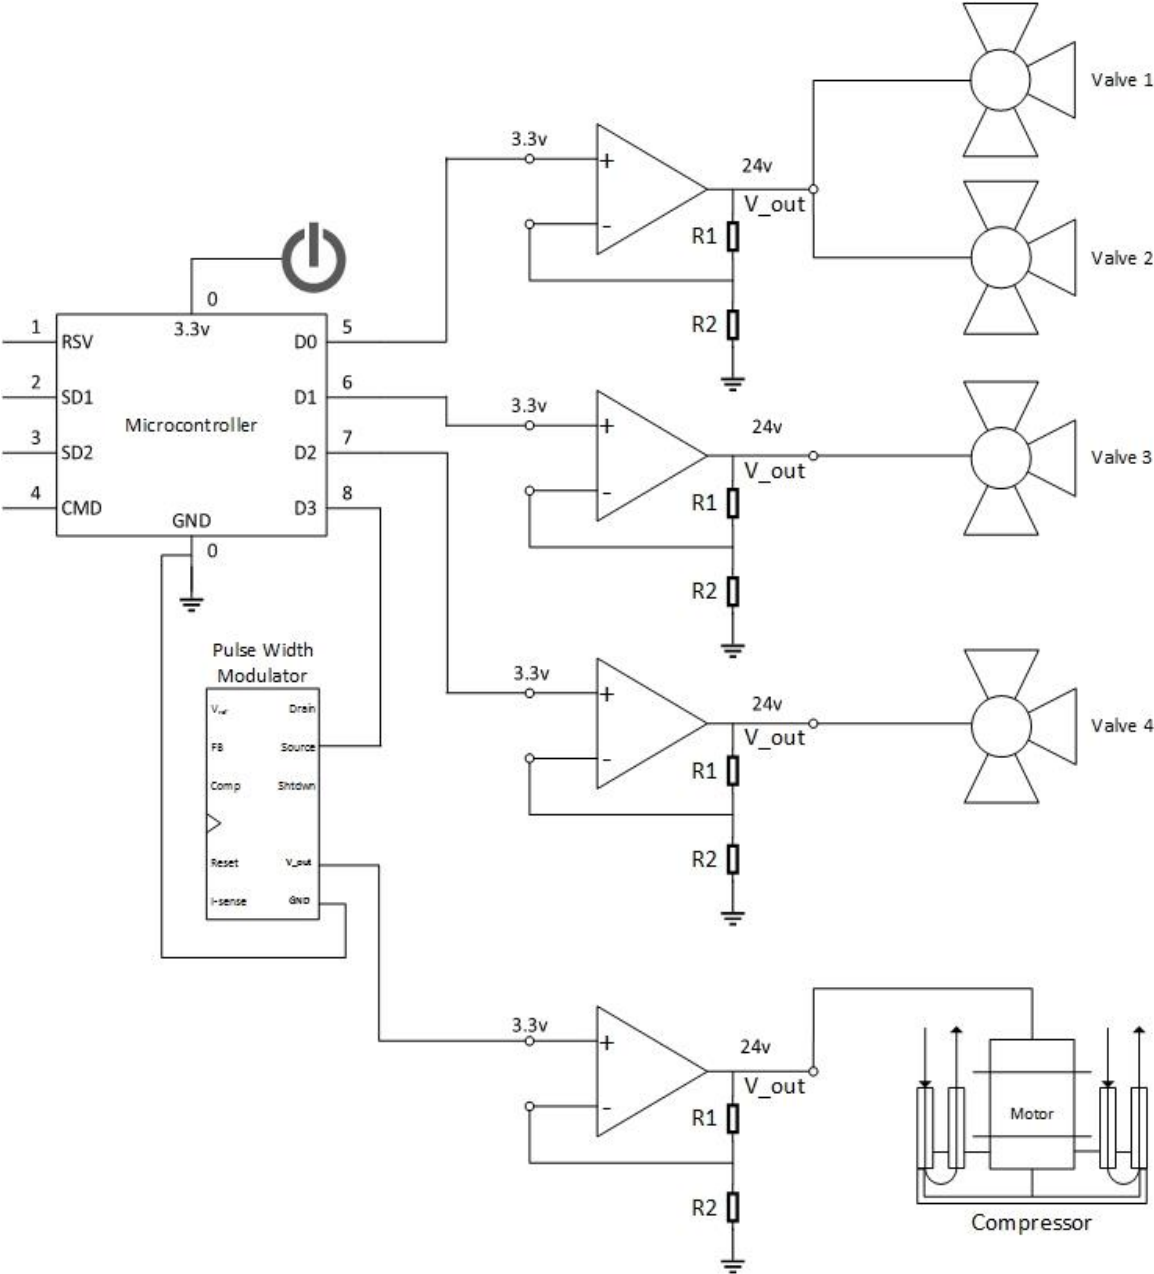 Valve 1
3.3v
+
-
24v
V_out
R1
R2
Valve 2
0
3.3v
1
RSV
D0
5
2
SD1
D1
6
Microcontroller
3
SD2
D2
7
4
CMD
D3
8
GND
0
3.3v
+
-
24v
V_out
R1
R2
Valve 3
Pulse Width
Modulator
Drain
FB
Source
Comp
Shtdwn
Reset
V_out
I-sense
GND
3.3v
+
-
24v
V_out
R1
R2
Valve 4
3.3v
+
-
24v
V_out
R1
R2
Motor
Compressor